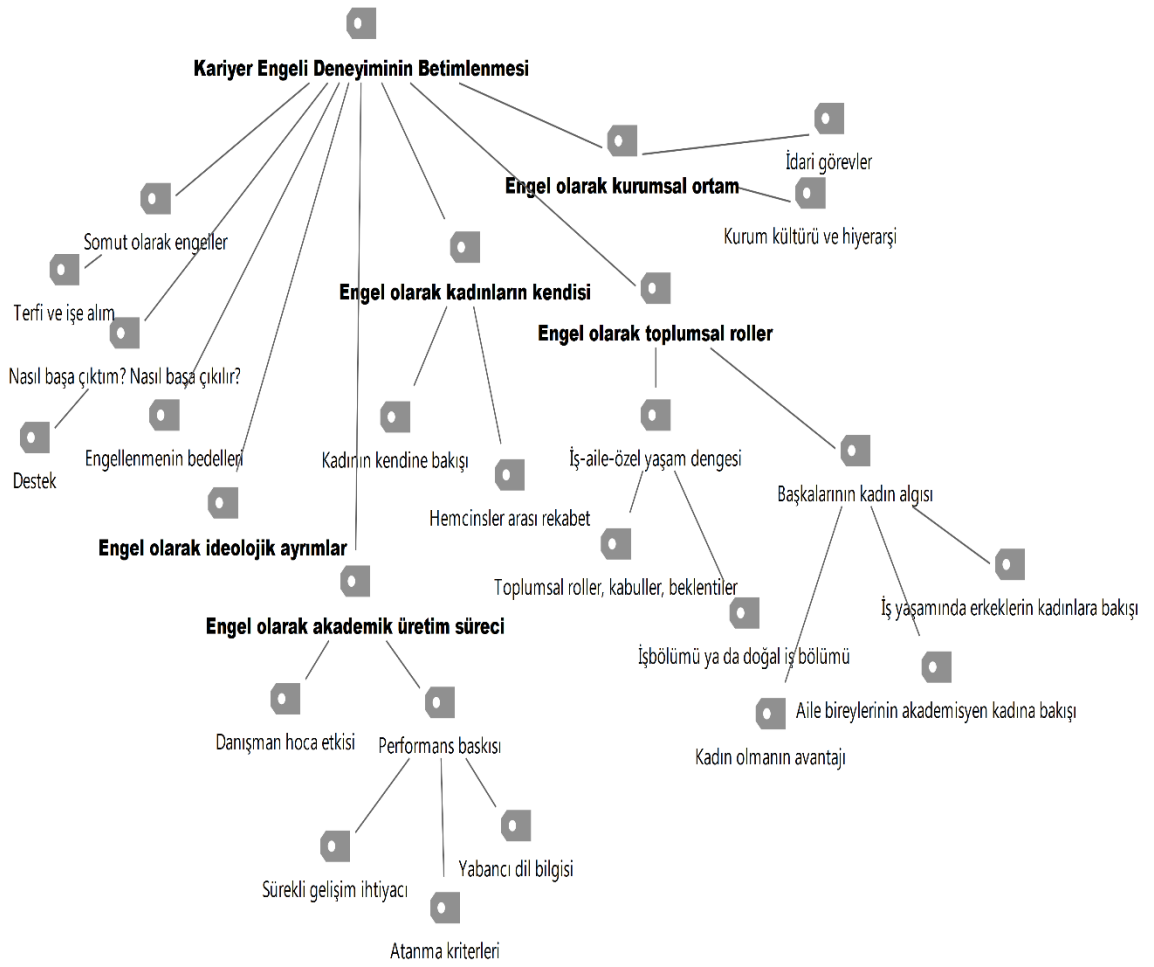 Kariyer Engeli Deneyiminin Betimlenmesi
İdari görevler
Engel olarak kurumsal ortam
Kurum kültürü ve hiyerarşi
Somut olarak engeller
Engel olarak kadınların kendisi
Terfi ve işe alım
Engel olarak toplumsal roller
Nasıl başa çıktım? Nasıl başa çıkılır?
Engellenmenin bedelleri
Kadının kendine bakışı
İş-aile-özel yaşam dengesi
Destek
Başkalarının kadın algısı
Hemcinsler arası rekabet
Engel olarak ideolojik ayrımlar
Toplumsal roller, kabuller, beklentiler
İş yaşamında erkeklerin kadınlara bakışı
Engel olarak akademik üretim süreci
İşbölümü ya da doğal iş bölümü
Aile bireylerinin akademisyen kadına bakışı
Danışman hoca etkisi
Performans baskısı
Kadın olmanın avantajı
Yabancı dil bilgisi
Sürekli gelişim ihtiyacı
Atanma kriterleri